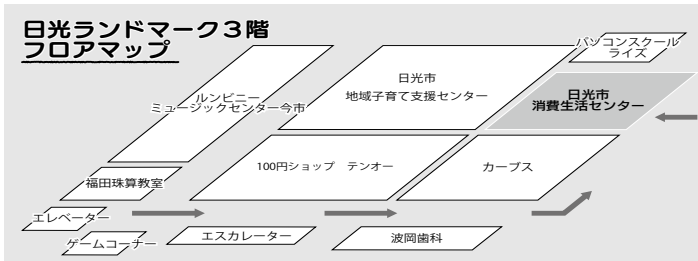 日光ランドマーク３階
フロアマップ
パソコンスクール
ライズ
日光市
地域子育て支援センター
日光市
消費生活センター
ルンビニー
ミュージックセンター今市
100円ショップ　テンオー
カーブス
福田珠算教室
エレベーター
エスカレーター
波岡歯科
ゲームコーナー